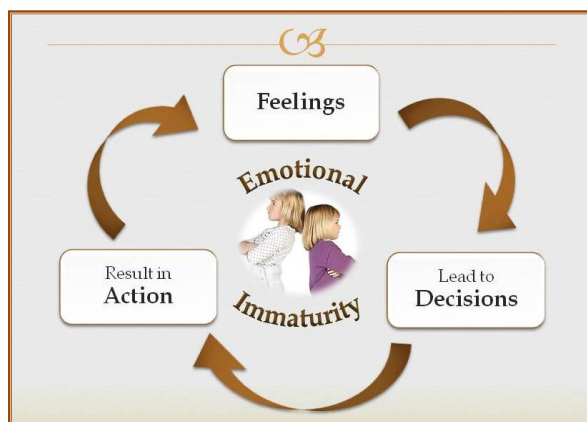 Feelings
Emotional
Immaturity
Lead to
Decisions
Result in
Action